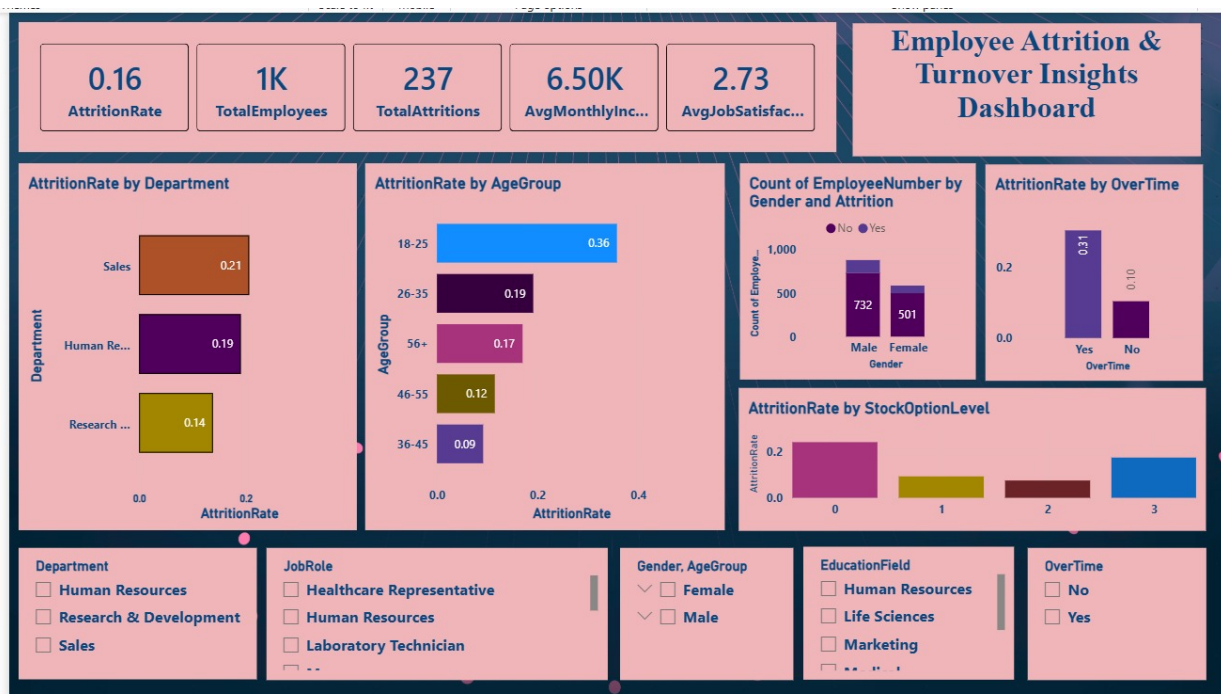 0.16
AttritionRate
1K
TotalEmployees
237
TotalAttritions
6.50K
AvgMonthlyInc...
2.73
AvgJobSatisfac...
Employee Attrition &
Turnover Insights
Dashboard
AttritionRate by Department
Department
Sales
0.21
Human Re...
0.19
Research ...
0.14
0.0
0.2
AttritionRate
AttritionRate by AgeGroup
AgeGroup
18-25
0.36
26-35
0.19
56+
0.17
46-55
0.12
36-45
0.09
0.0
0.2
0.4
AttritionRate
Count of EmployeeNumber by
Gender and Attrition
No
Yes
Count of Employe...
1,000
500
0
732
501
Male
Female
Gender
AttritionRate by OverTime
0.2
0.0
0.31
0.10
Yes
No
OverTime
AttritionRate by StockOptionLevel
AttritionRate
0.2
0.0
0
1
2
3
Department
Human Resources
Research & Development
Sales
JobRole
Healthcare Representative
Human Resources
Laboratory Technician
Gender, AgeGroup
Female
Male
EducationField
Human Resources
Life Sciences
Marketing
OverTime
No
Yes